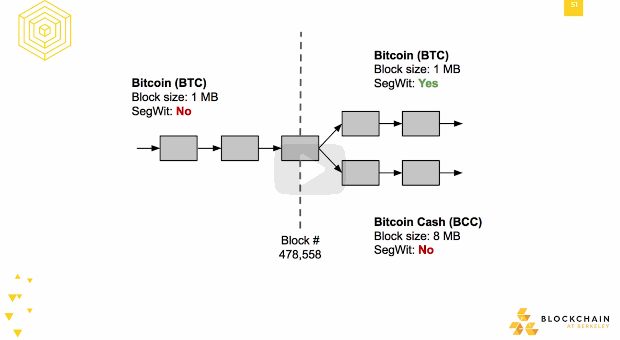 51
Bitcoin (BTC)
Block size: 1 MB
SegWit: No
Bitcoin (BTC)
Block size: 1 MB
SegWit: Yes
Block #
478,558
Bitcoin Cash (BCC)
Block size: 8 MB
SegWit: No
BLOCKCHAIN
AT BERKELEY